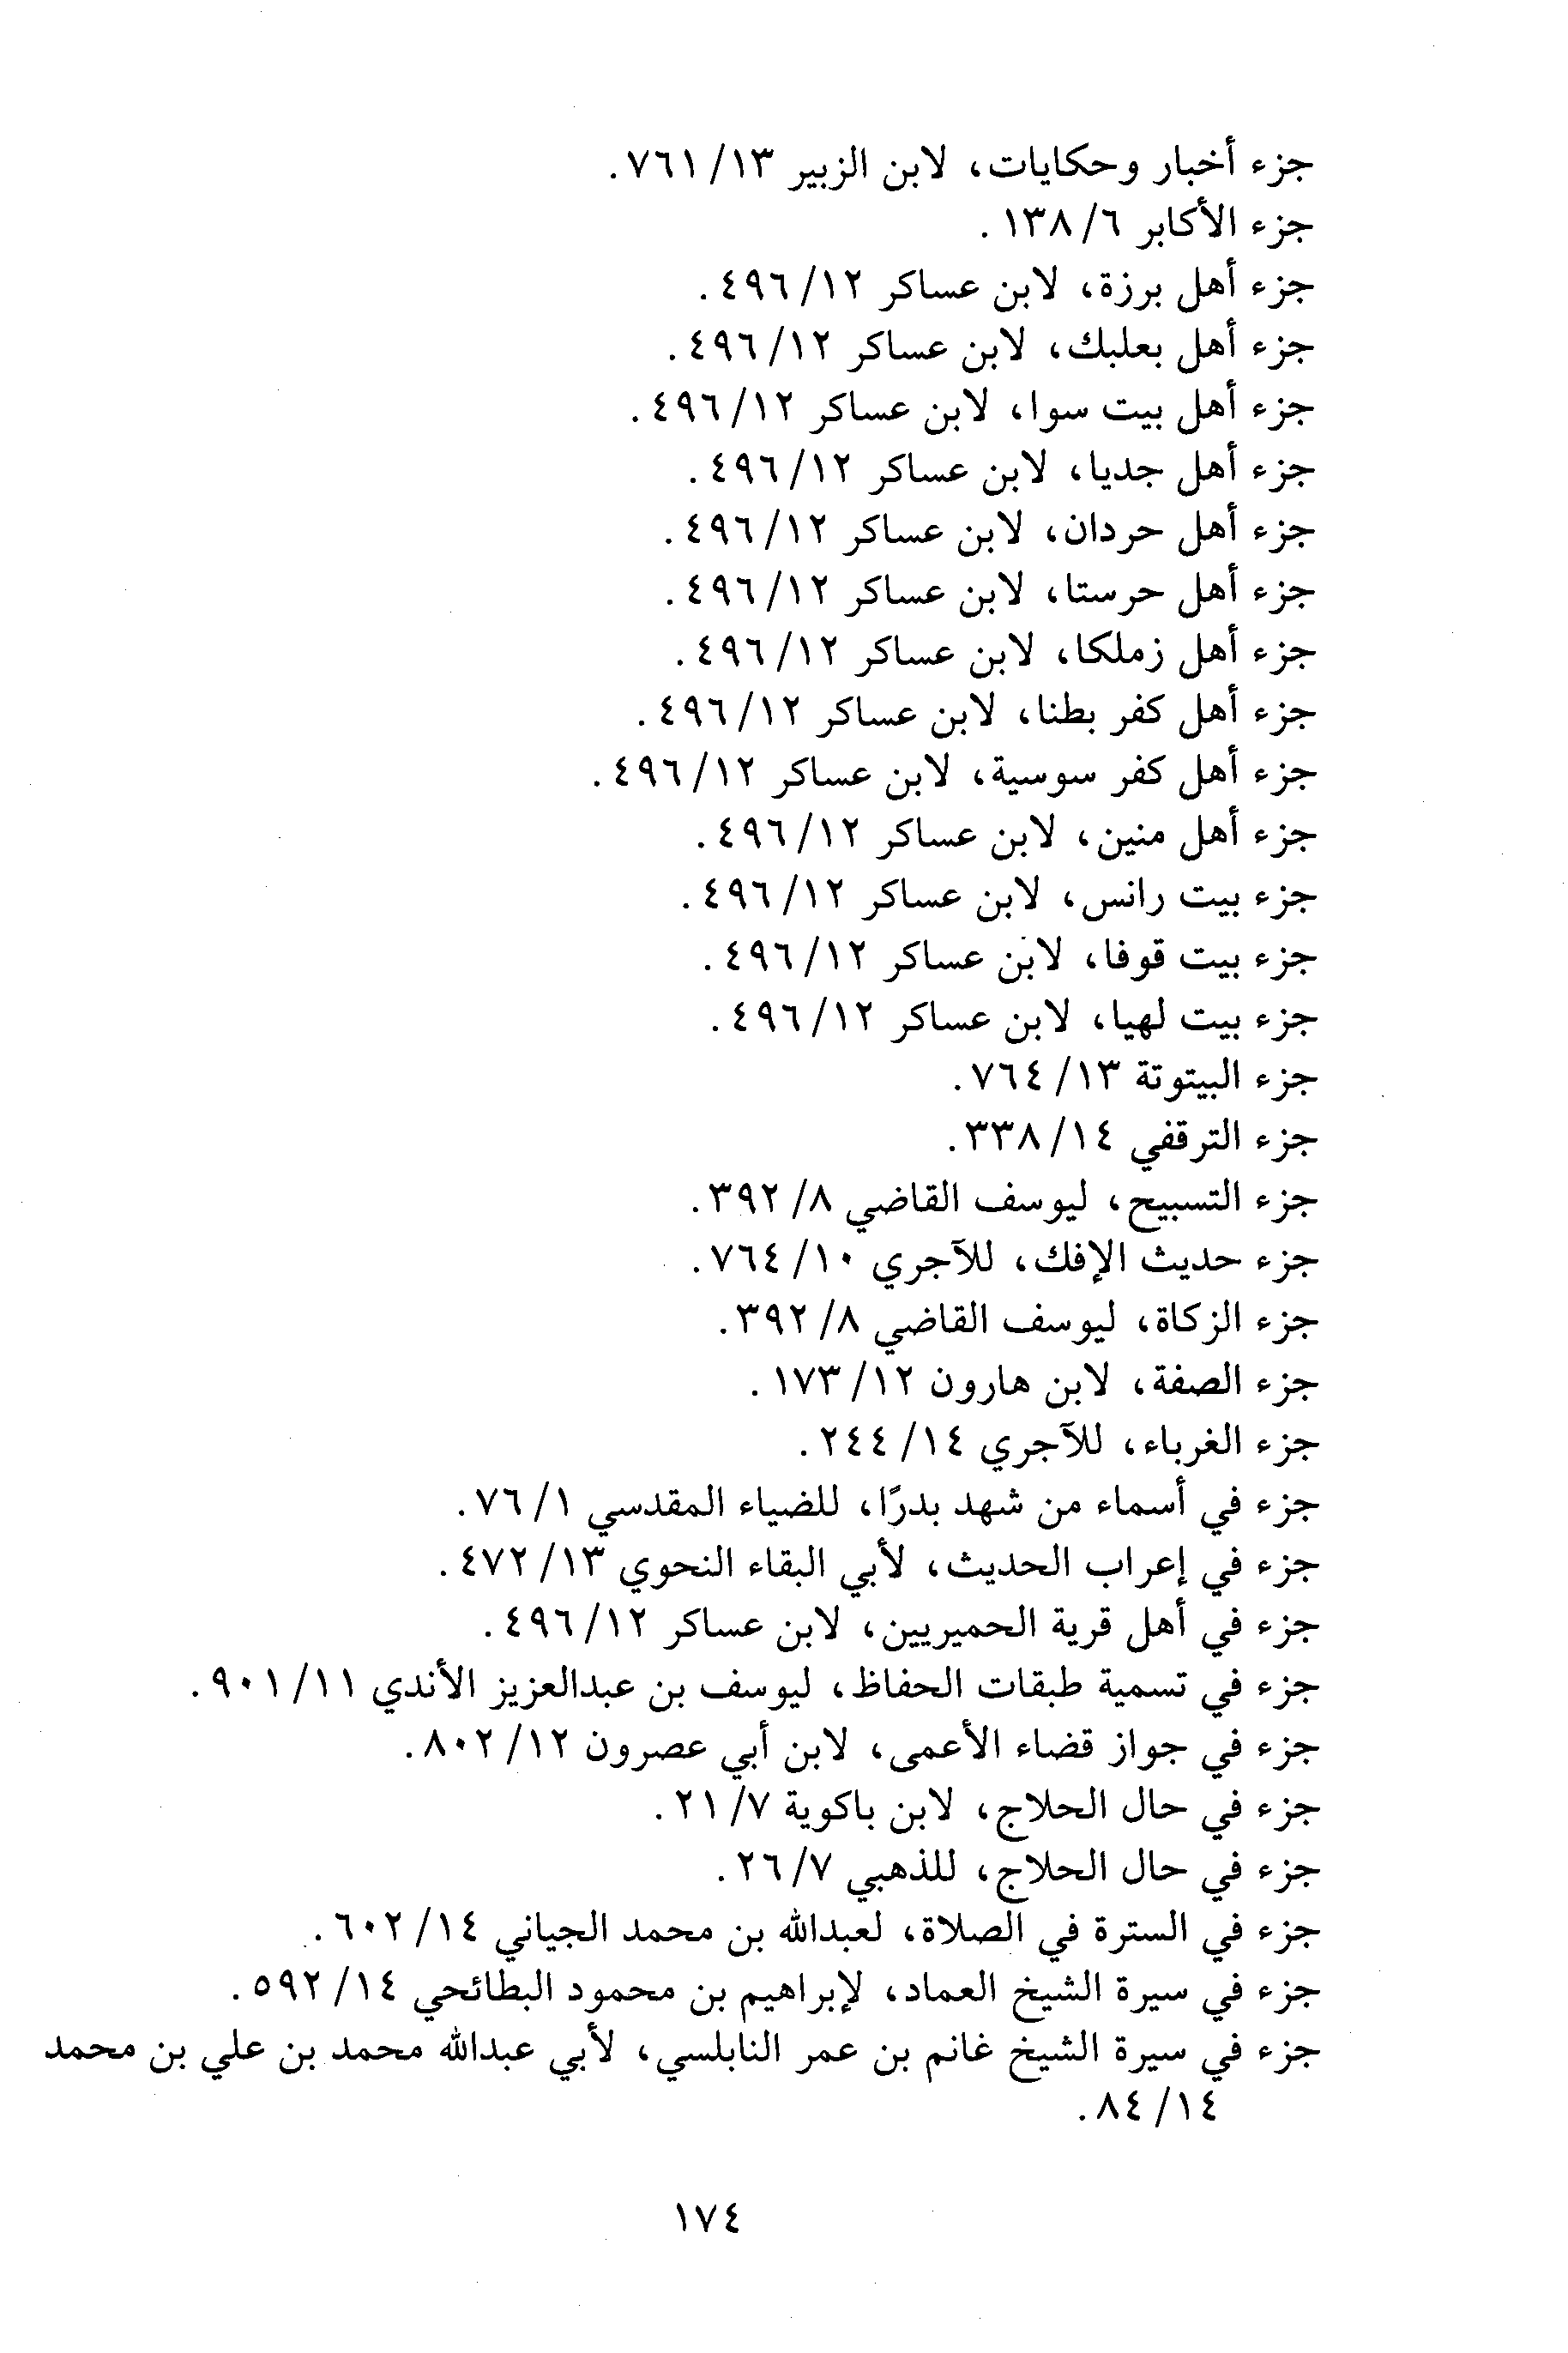 جزء أخبار وحكايات، لابن الزبير ١٣/ ٧٦١.
جزء الأكابر ٦/ ١٣٨.
جزء أهل برزة، لابن عساكر ١٢/ ٤٩٦.
جزء أهل بعلبك، لابن عساكر ١٢/ ٤٩٦.
جزء أهل بيت سوا، لابن عساكر ١٢/ ٤٩٦.
جزء أهل جديا، لابن عساكر ١٢/ ٤٩٦.
جزء أهل حردان، لابن عساكر ١٢/ ٤٩٦.
جزء أهل حرستا، لابن عساكر ١٢/ ٤٩٦.
جزء أهل زملكا، لابن عساكر ١٢/ ٤٩٦.
جزء أهل كفر بطنا، لابن عساكر ١٢/ ٤٩٦.
جزء أهل كفر سوسية، لابن عساكر ١٢/ ٤٩٦.
جزء أهل منين، لابن عساكر ١٢/ ٤٩٦.
جزء بيت رانس، لابن عساكر ١٢/ ٤٩٦.
جزء بيت قوفا، لابن عساكر ١٢/ ٤٩٦.
جزء بيت لهيا، لابن عساكر ١٢/ ٤٩٦.
جزء البيتوتة ١٣/ ٧٦٤.
جزء الترقفي ١٤/ ٣٣٨.
جزء التسبيح، ليوسف القاضي ٨/ ٣٩٢.
جزء حديث الإفك، للآجري ١٠/ ٧٦٤.
جزء الزكاة، ليوسف القاضي ٨/ ٣٩٢.
جزء الصفة، لابن هارون ١٢/ ١٧٣.
جزء الغرباء، للآجري ١٤/ ٢٤٤.
جزء في أسماء من شهد بدرًا، للضياء المقدسي ١/ ٧٦.
جزء في إعراب الحديث، لأبي البقاء النحوي ١٣/ ٤٧٢.
جزء في أهل قرية الحميريين، لابن عساكر ١٢/ ٤٩٦.
جزء في تسمية طبقات الحفاظ، ليوسف بن عبدالعزيز الأندي ١١/ ٩٠١.
جزء في جواز قضاء الأعمى، لابن أبي عصرون ١٢/ ٨٠٢.
جزء في حال الحلاج، لابن باكوية ٧/ ٢١.
جزء في حال الحلاج، للذهبي ٧/ ٢٦.
جزء في السترة في الصلاة، لعبدالله بن محمد الجياني ١٤/ ٦٠٢.
جزء في سيرة الشيخ العماد، لإبراهيم بن محمود البطائحي ١٤/ ٥٩٢.
جزء في سيرة الشيخ غانم بن عمر النابلسي، لأبي عبدالله محمد بن علي بن محمد
١٤/ ٨٤.
١٧٤